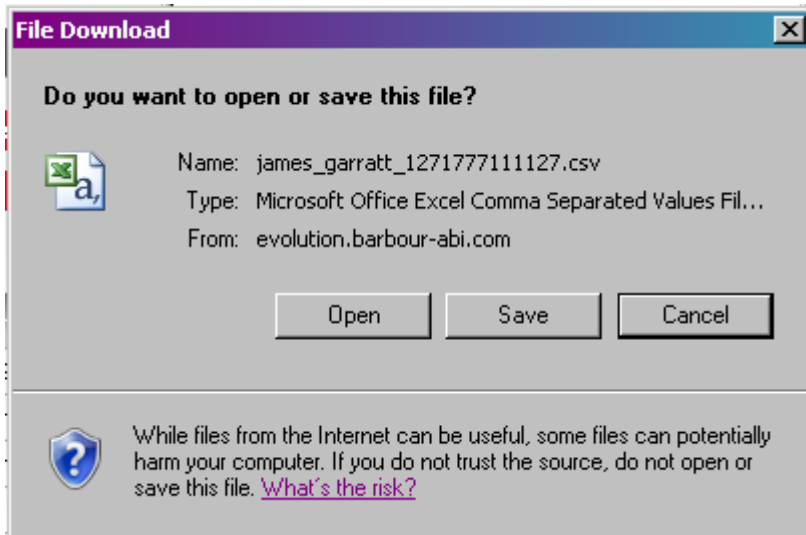 File Download
Do you want to open or save this file?
Name: james_garratt_1271777111127.csv
Type: Microsoft Office Excel Comma Separated Values Fil...
From: evolution.barbour-abi.com
Open Save Cancel
While files from the Internet can be useful, some files can potentially
harm your computer. If you do not trust the source, do not open or
save this file. What's the risk?